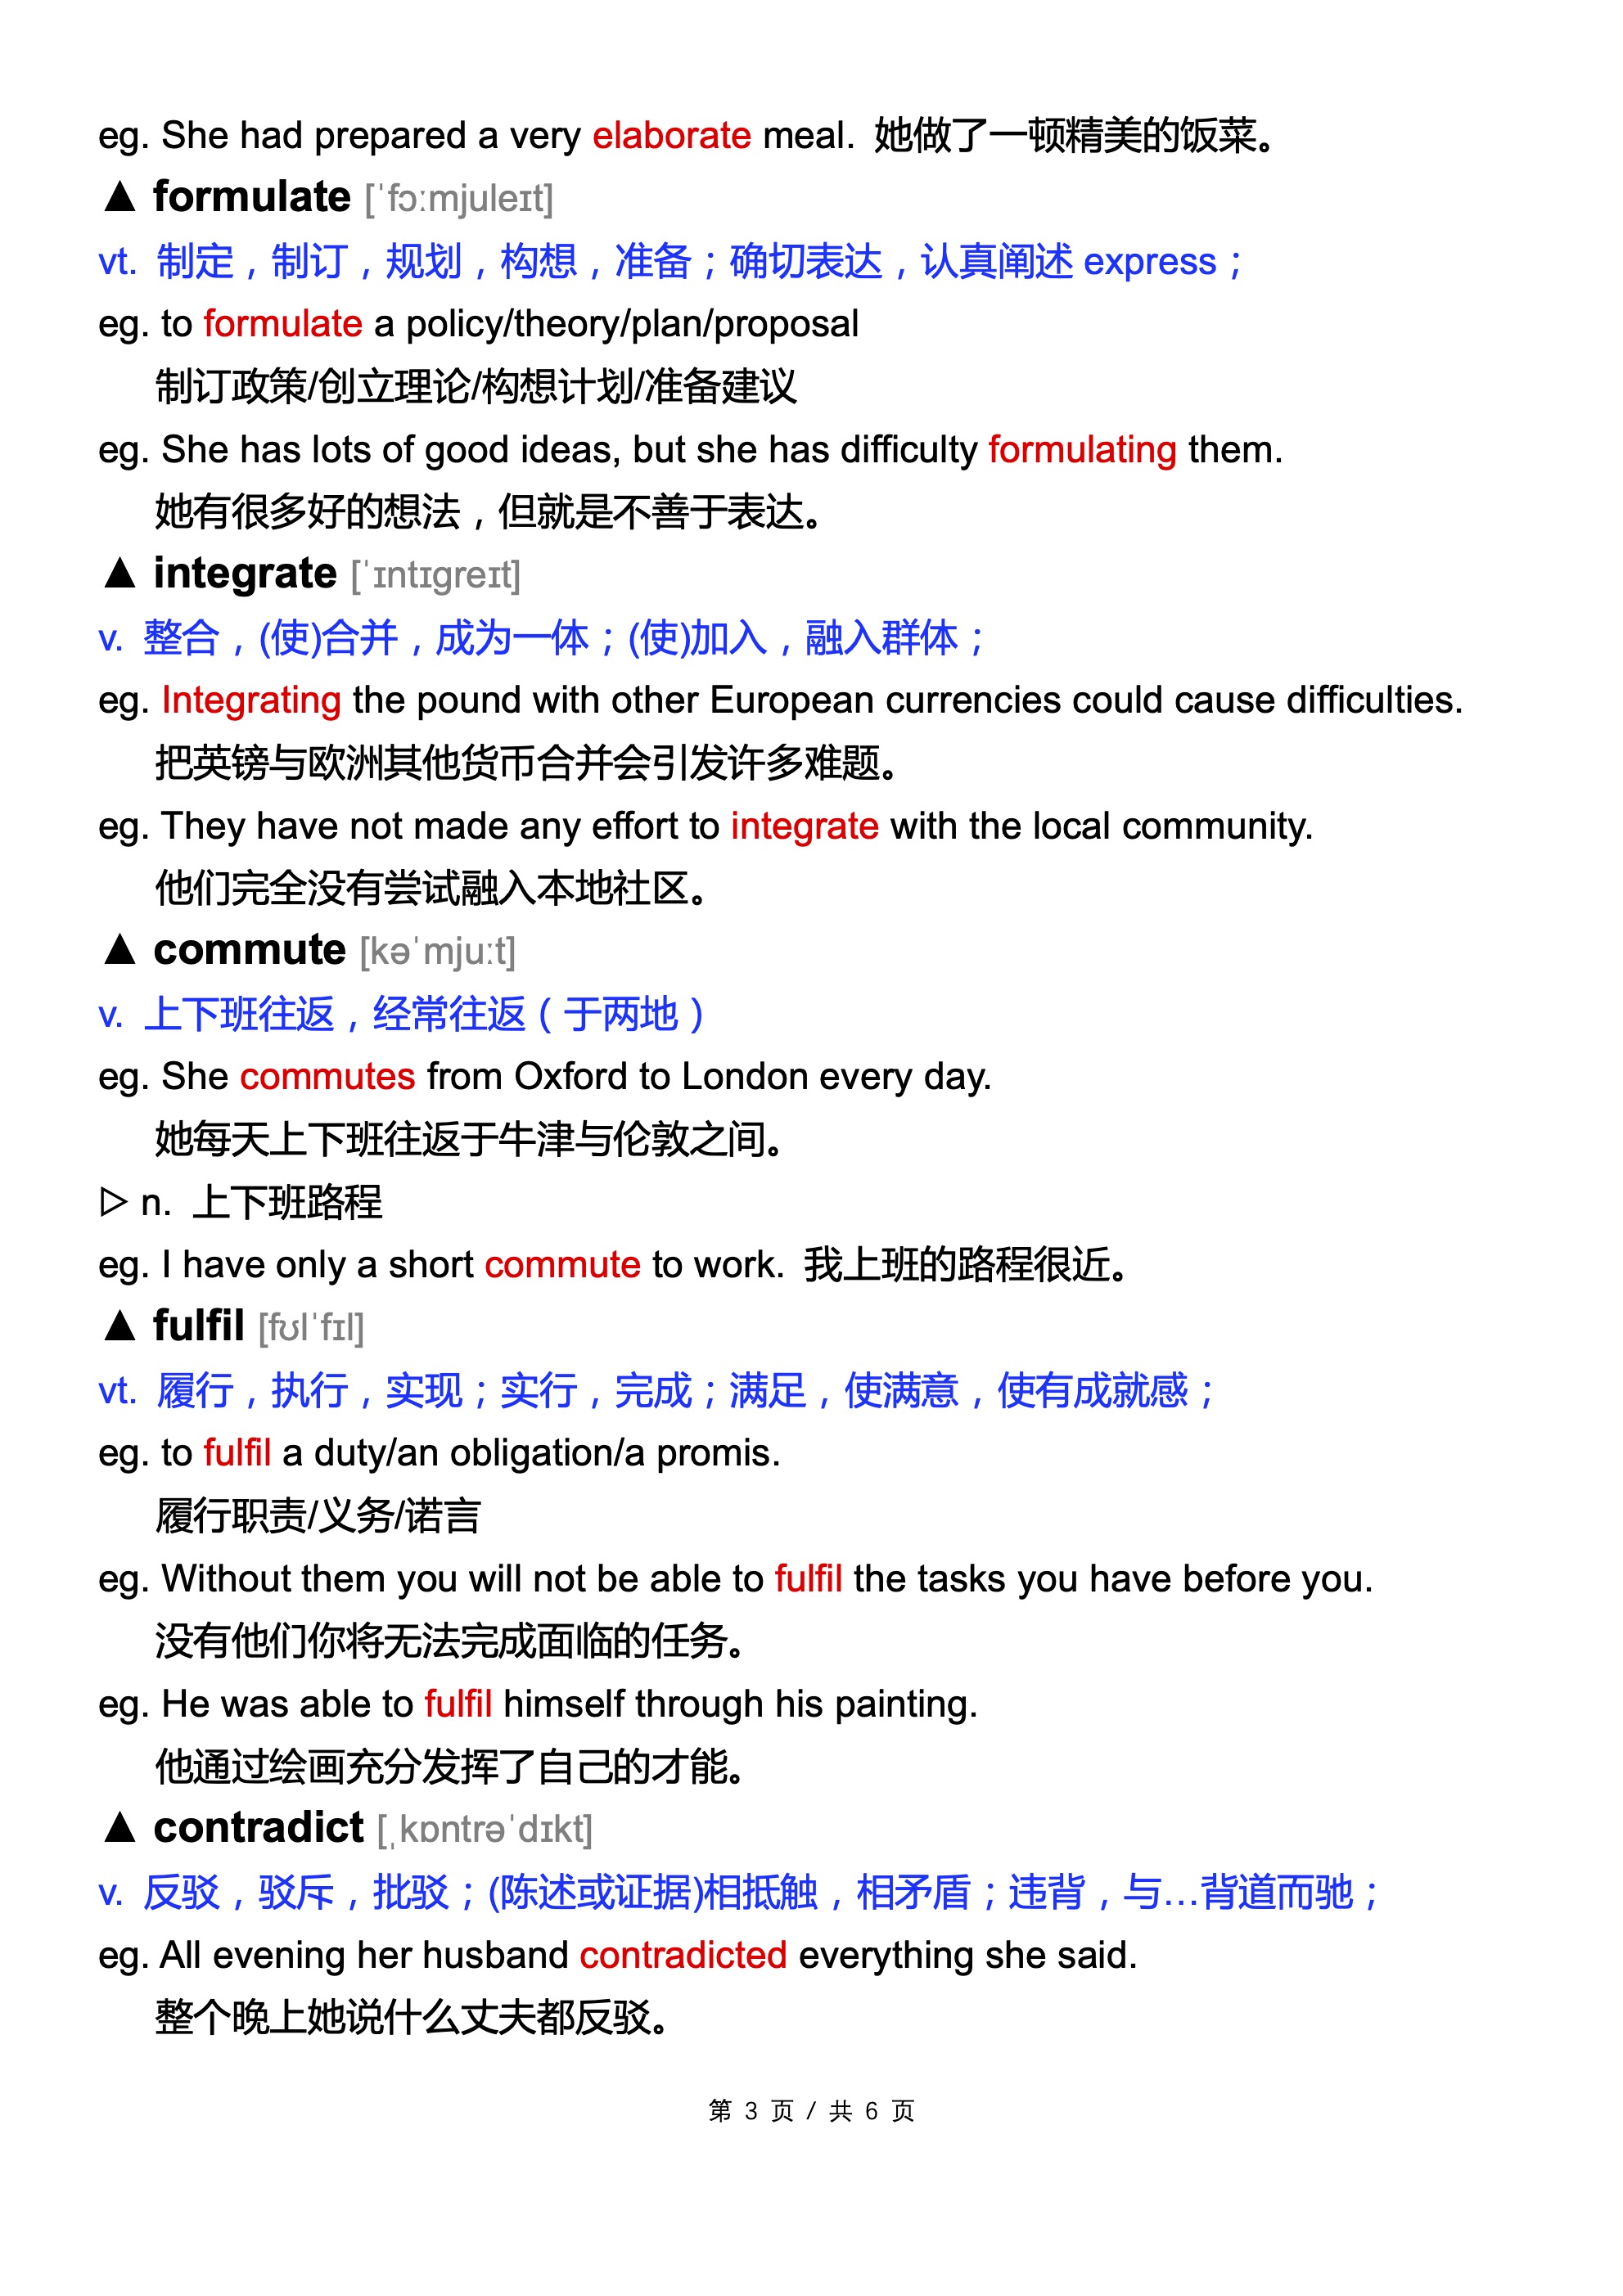 eg. She had prepared a very elaborate meal. 她做了一顿精美的饭菜。
▲ formulate [ˈfɔːmjuleɪt]
vt. 制定，制订，规划，构想，准备；确切表达，认真阐述 express；
eg. to formulate a policy/theory/plan/proposal
制订政策/创立理论/构想计划/准备建议
eg. She has lots of good ideas, but she has difficulty formulating them.
她有很多好的想法，但就是不善于表达。
▲ integrate [ˈɪntɪɡreɪt]
v. 整合，(使)合并，成为一体；(使)加入，融入群体；
eg. Integrating the pound with other European currencies could cause difficulties.
把英镑与欧洲其他货币合并会引发许多难题。
eg. They have not made any effort to integrate with the local community.
他们完全没有尝试融入本地社区。
▲ commute [kəˈmjuːt]
v. 上下班往返，经常往返（于两地）
eg. She commutes from Oxford to London every day.
她每天上下班往返于牛津与伦敦之间。
▷ n. 上下班路程
eg. I have only a short commute to work. 我上班的路程很近。
▲ fulfil [fʊlˈfɪl]
vt. 履行，执行，实现；实行，完成；满足，使满意，使有成就感；
eg. to fulfil a duty/an obligation/a promis.
履行职责/义务/诺言
eg. Without them you will not be able to fulfil the tasks you have before you.
没有他们你将无法完成面临的任务。
eg. He was able to fulfil himself through his painting.
他通过绘画充分发挥了自己的才能。
▲ contradict [ˌkɒntrəˈdɪkt]
v. 反驳，驳斥，批驳；(陈述或证据)相抵触，相矛盾；违背，与…背道而驰；
eg. All evening her husband contradicted everything she said.
整个晚上她说什么丈夫都反驳。
第 3 页 / 共 6 页